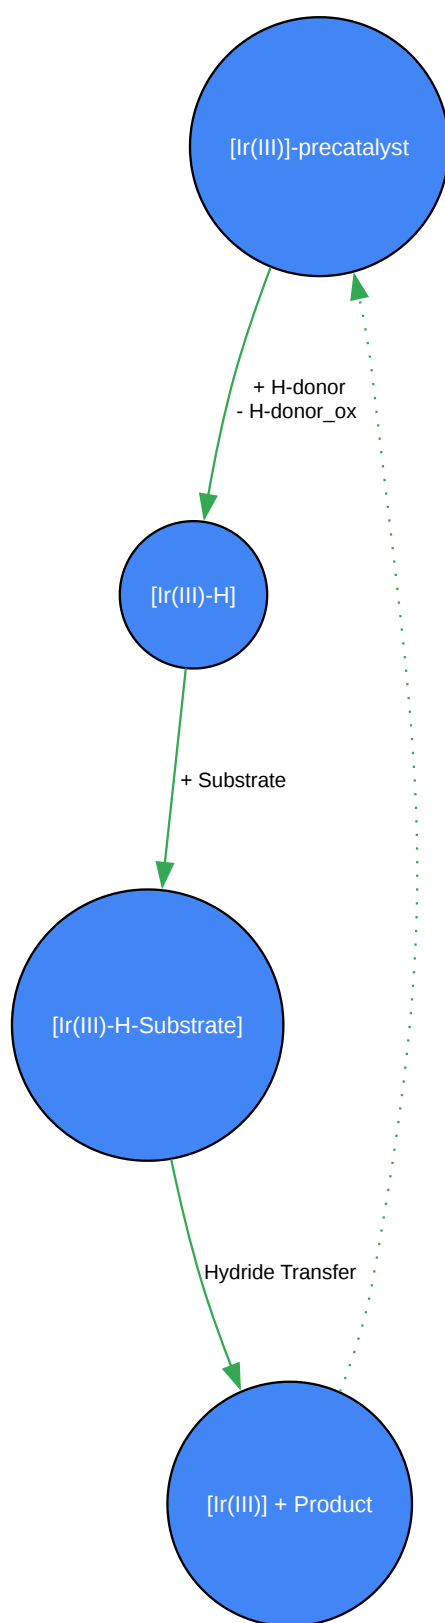 [Ir(III)]-precatalyst
+ H-donor
- H-donor_ox
[Ir(III)-H]
+ Substrate
[Ir(III)-H-Substrate]
Hydride Transfer
[Ir(III)] + Product